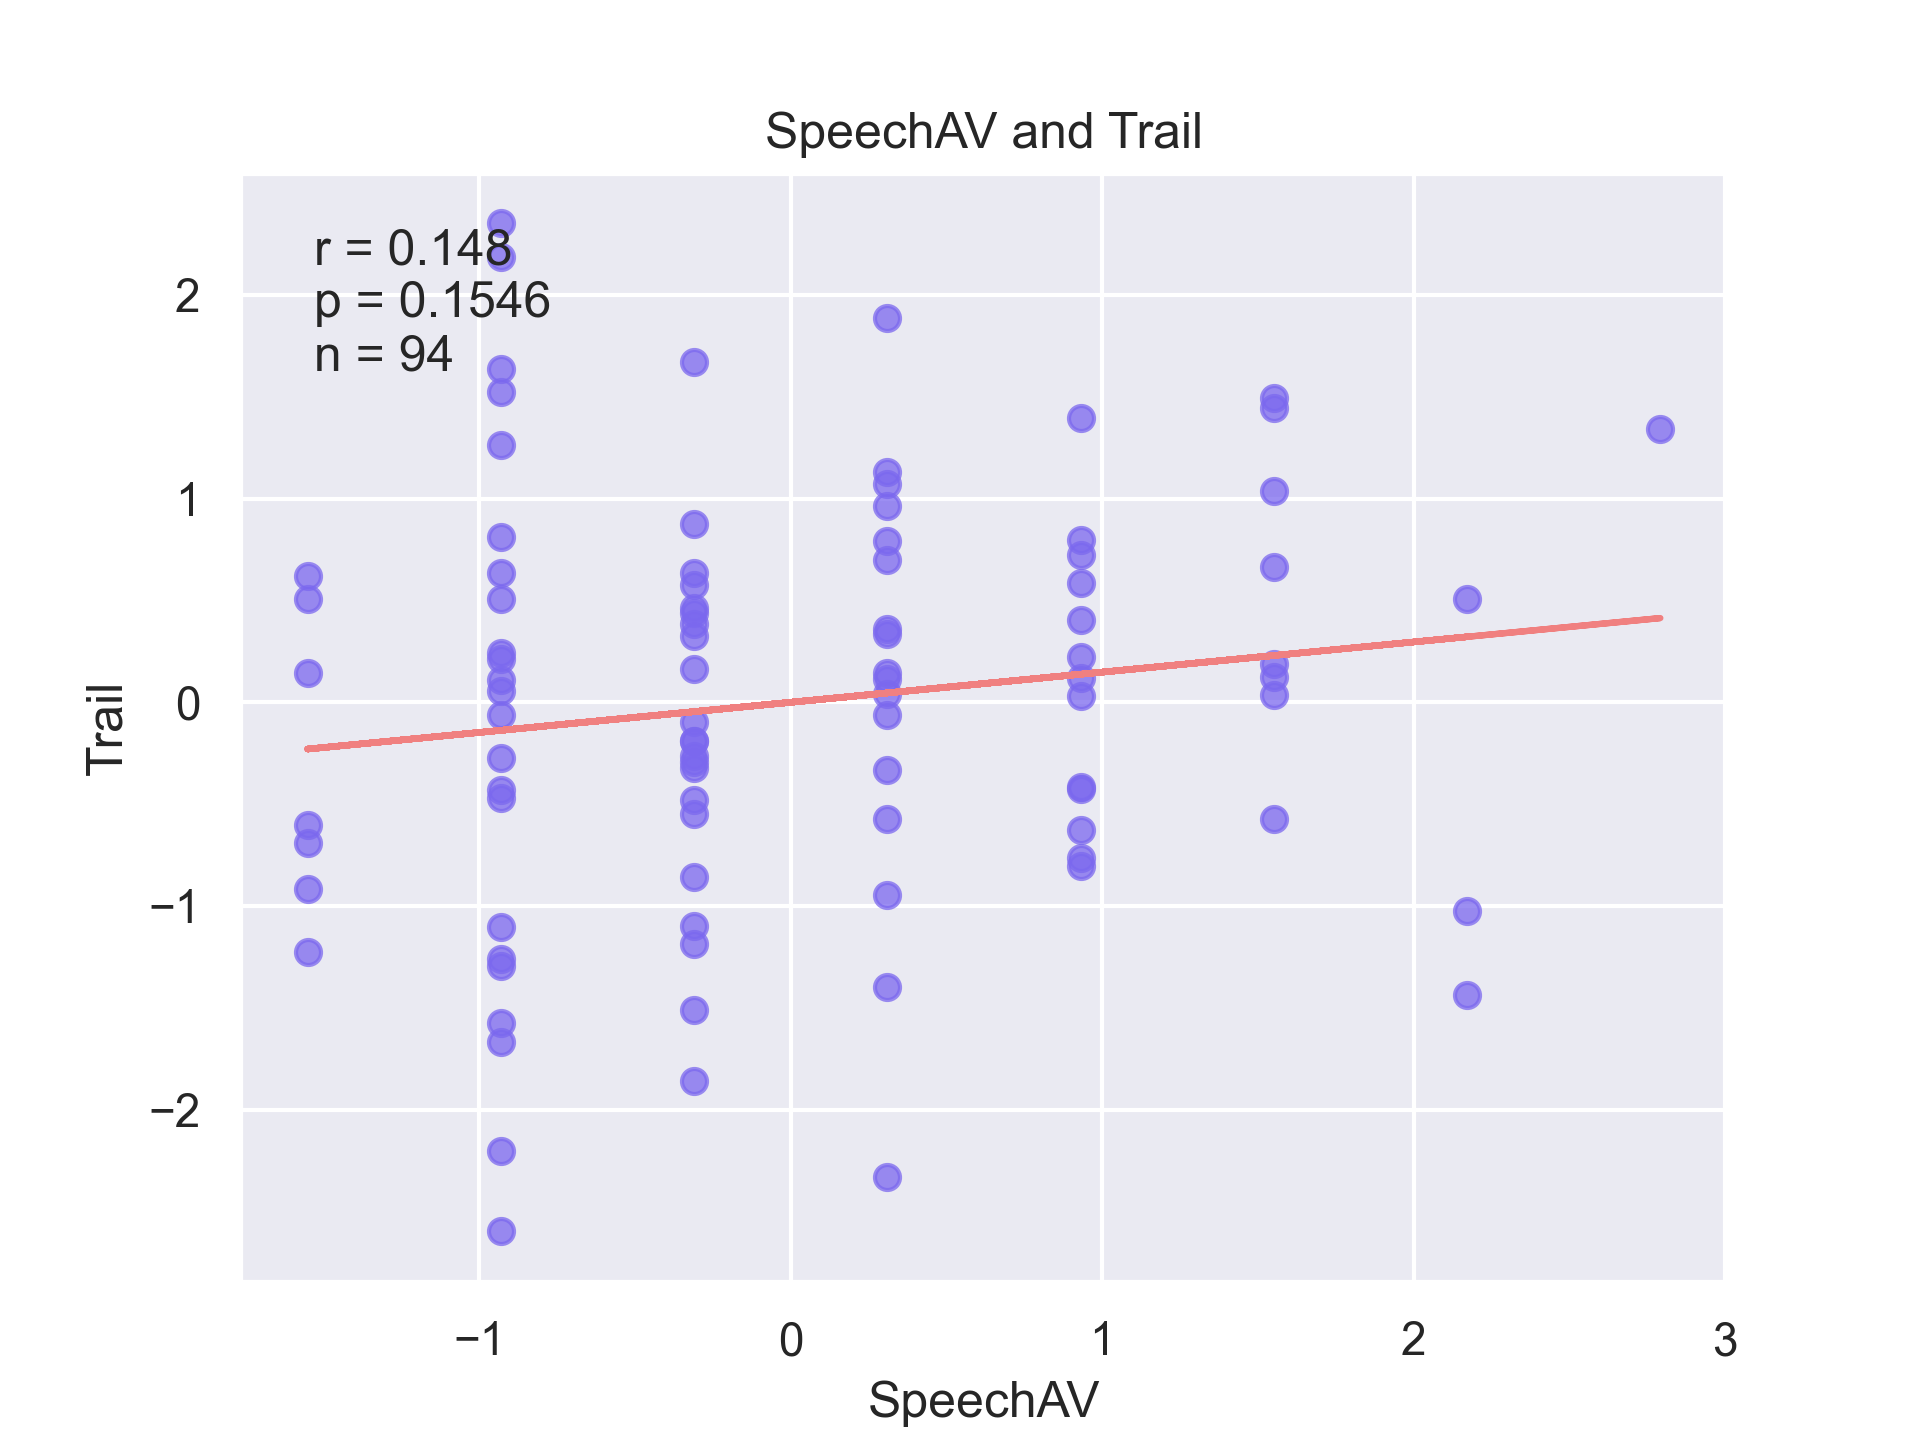 SpeechAV and Trail
r = 0.148
p = 0.1546
n = 94
2
1
0
−1
−2
Trail
−1 0 1 2 3
SpeechAV